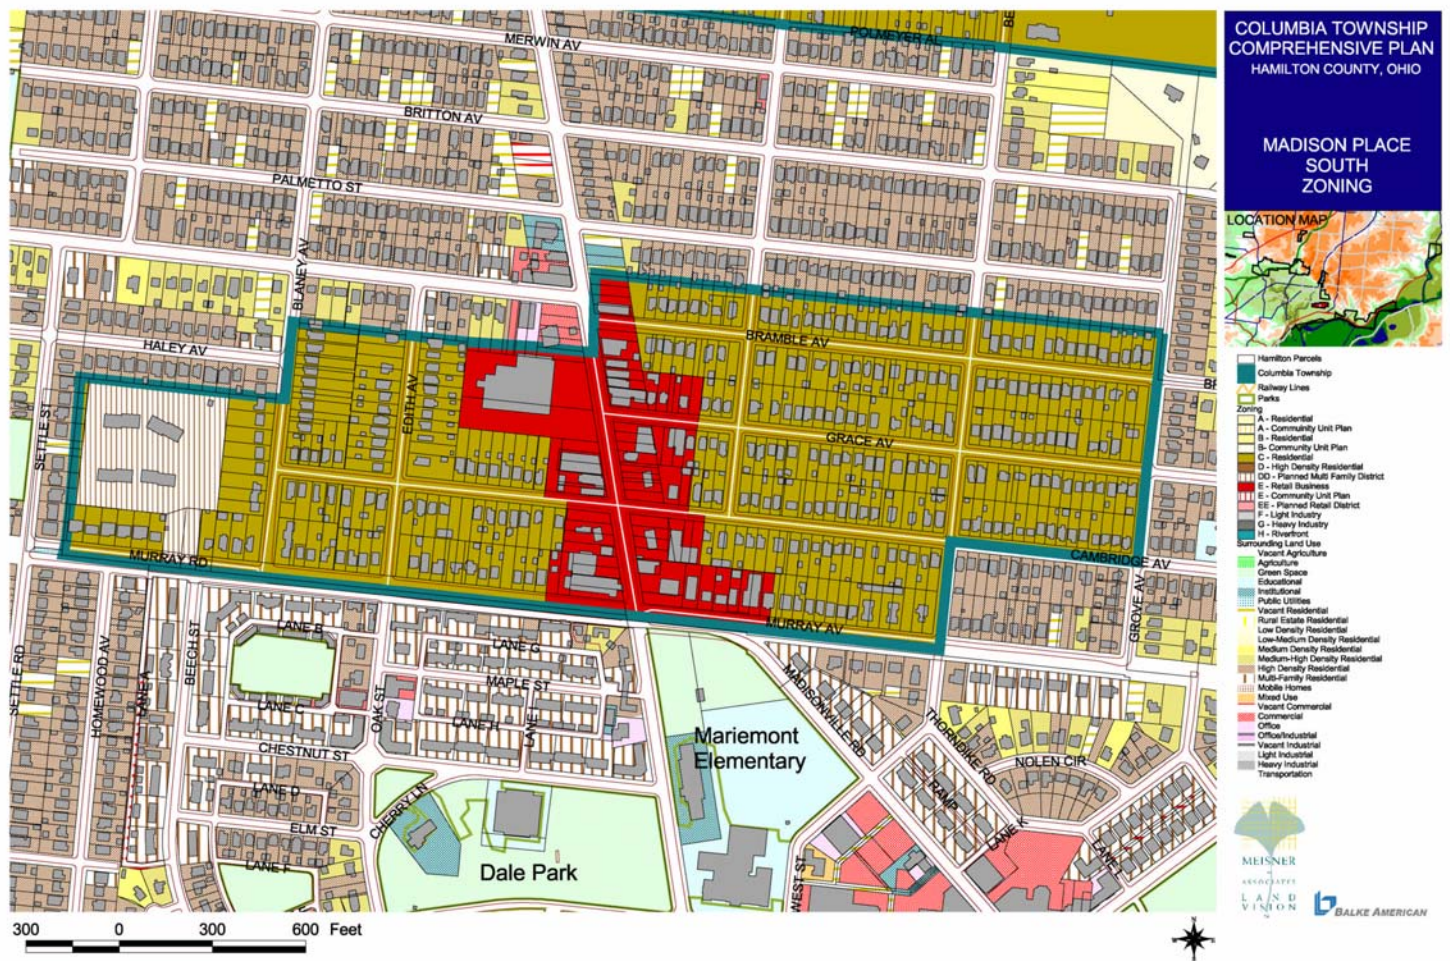 MERWIN AV
POLMEYER AL
BRITTON AV
PALMETTO ST
BLANEY AV
HALEY AV
BRAMBLE AV
EDITH AV
SETTLE ST
GRACE AV
MURRAY RD
CAMBRIDGE AV
MURRAY AV
GROVE AV
BEECH ST
LANE B
LANE G
HOMEWOOD AV
SETTLE RD
LANE A
MAPLE ST
OAK ST
LANE C
LANE H
LANE I
MADISONVILLE RD
THORNDIKE RD
Mariemont
Elementary
CHESTNUT ST
NOLEN CIR
LANE D
CHERRY LN
RAMP
ELM ST
LANE K
LANE F
Dale Park
WEST ST
300 0 300 600 Feet
COLUMBIA TOWNSHIP
COMPREHENSIVE PLAN
HAMILTON COUNTY, OHIO
MADISON PLACE
SOUTH
ZONING
LOCATION MAP
Hamilton Parcels
Columbia Township
Railway Lines
Parks
Zoning
A - Residential
A - Commuinity Unit Plan
B - Residential
B- Community Unit Plan
C - Residential
D - High Density Residential
DD - Planned Multi Family District
E - Retail Business
E - Community Unit Plan
EE - Planned Retail District
F - Light Industry
G - Heavy Industry
H - Riverfront
Surrounding Land Use
Vacant Agriculture
Agriculture
Green Space
Educational
Institutional
Public Utilities
Vacant Residential
Rural Estate Residential
Low Density Residential
Low-Medium Density Residential
Medium Density Residential
Medium-High Density Residential
High Density Residential
Multi-Family Residential
Mobile Homes
Mixed Use
Vacant Commercial
Commercial
Office
Office/Industrial
Vacant Industrial
Light Industrial
Heavy Industrial
Transportation
MEISNER
ASSOCIATES
LAND
VISION
BALKE AMERICAN